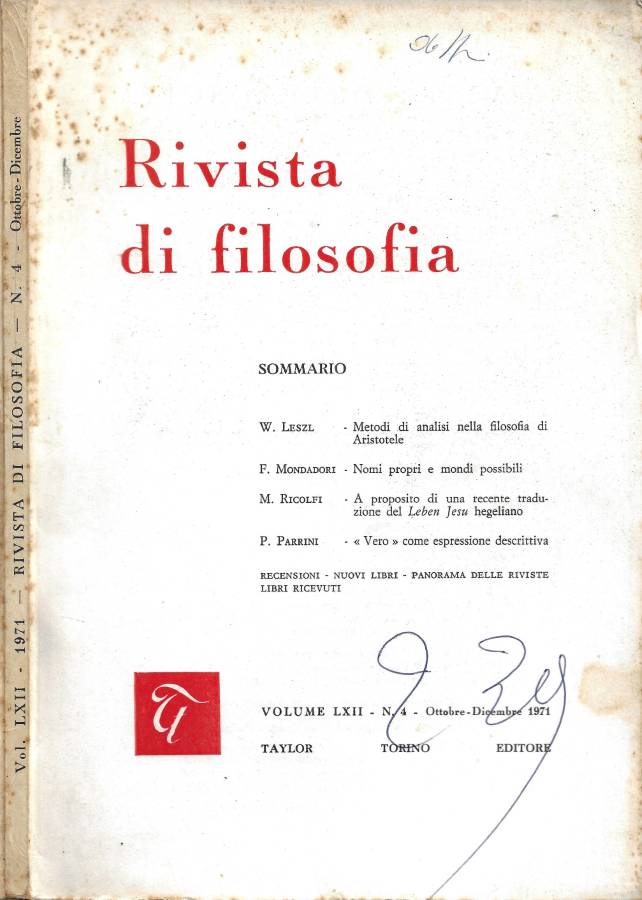 Rivista
di filosofia
SOMMARIO
W. LESZL - Metodi di analisi nella filosofia di
Aristotele
F. MONDADORI - Nomi propri e mondi possibili
M. RICOLFI - A proposito di una recente tradu-
zione del Leben Jesu hegeliano
P. PARRINI - « Vero » come espressione descrittiva
RECENSIONI - NUOVI LIBRI - PANORAMA DELLE RIVISTE
LIBRI RICEVUTI
VOLUME LXII - N. 4 - Ottobre-Dicembre 1971
TAYLOR TORINO EDITORE
Vol. LXII - 1971 — RIVISTA DI FILOSOFIA — N. 4 - Ottobre-Dicembre